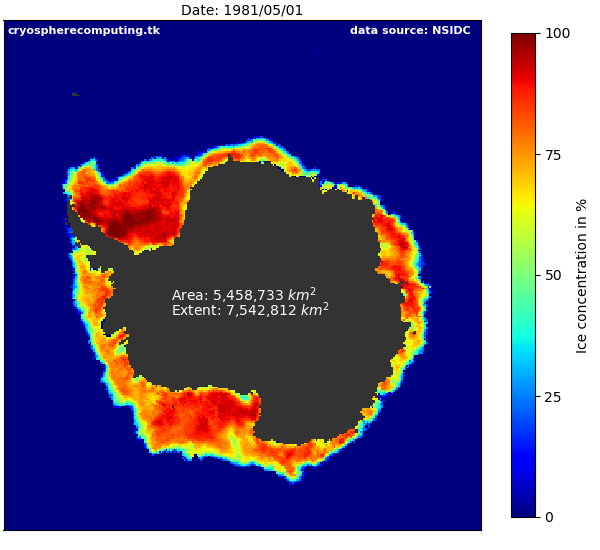 Date: 1981/05/01
cryospherecomputing.tk
data source: NSIDC
100
75
50
25
0
Ice concentration in %
Area: 5,458,733 km²
Extent: 7,542,812 km²